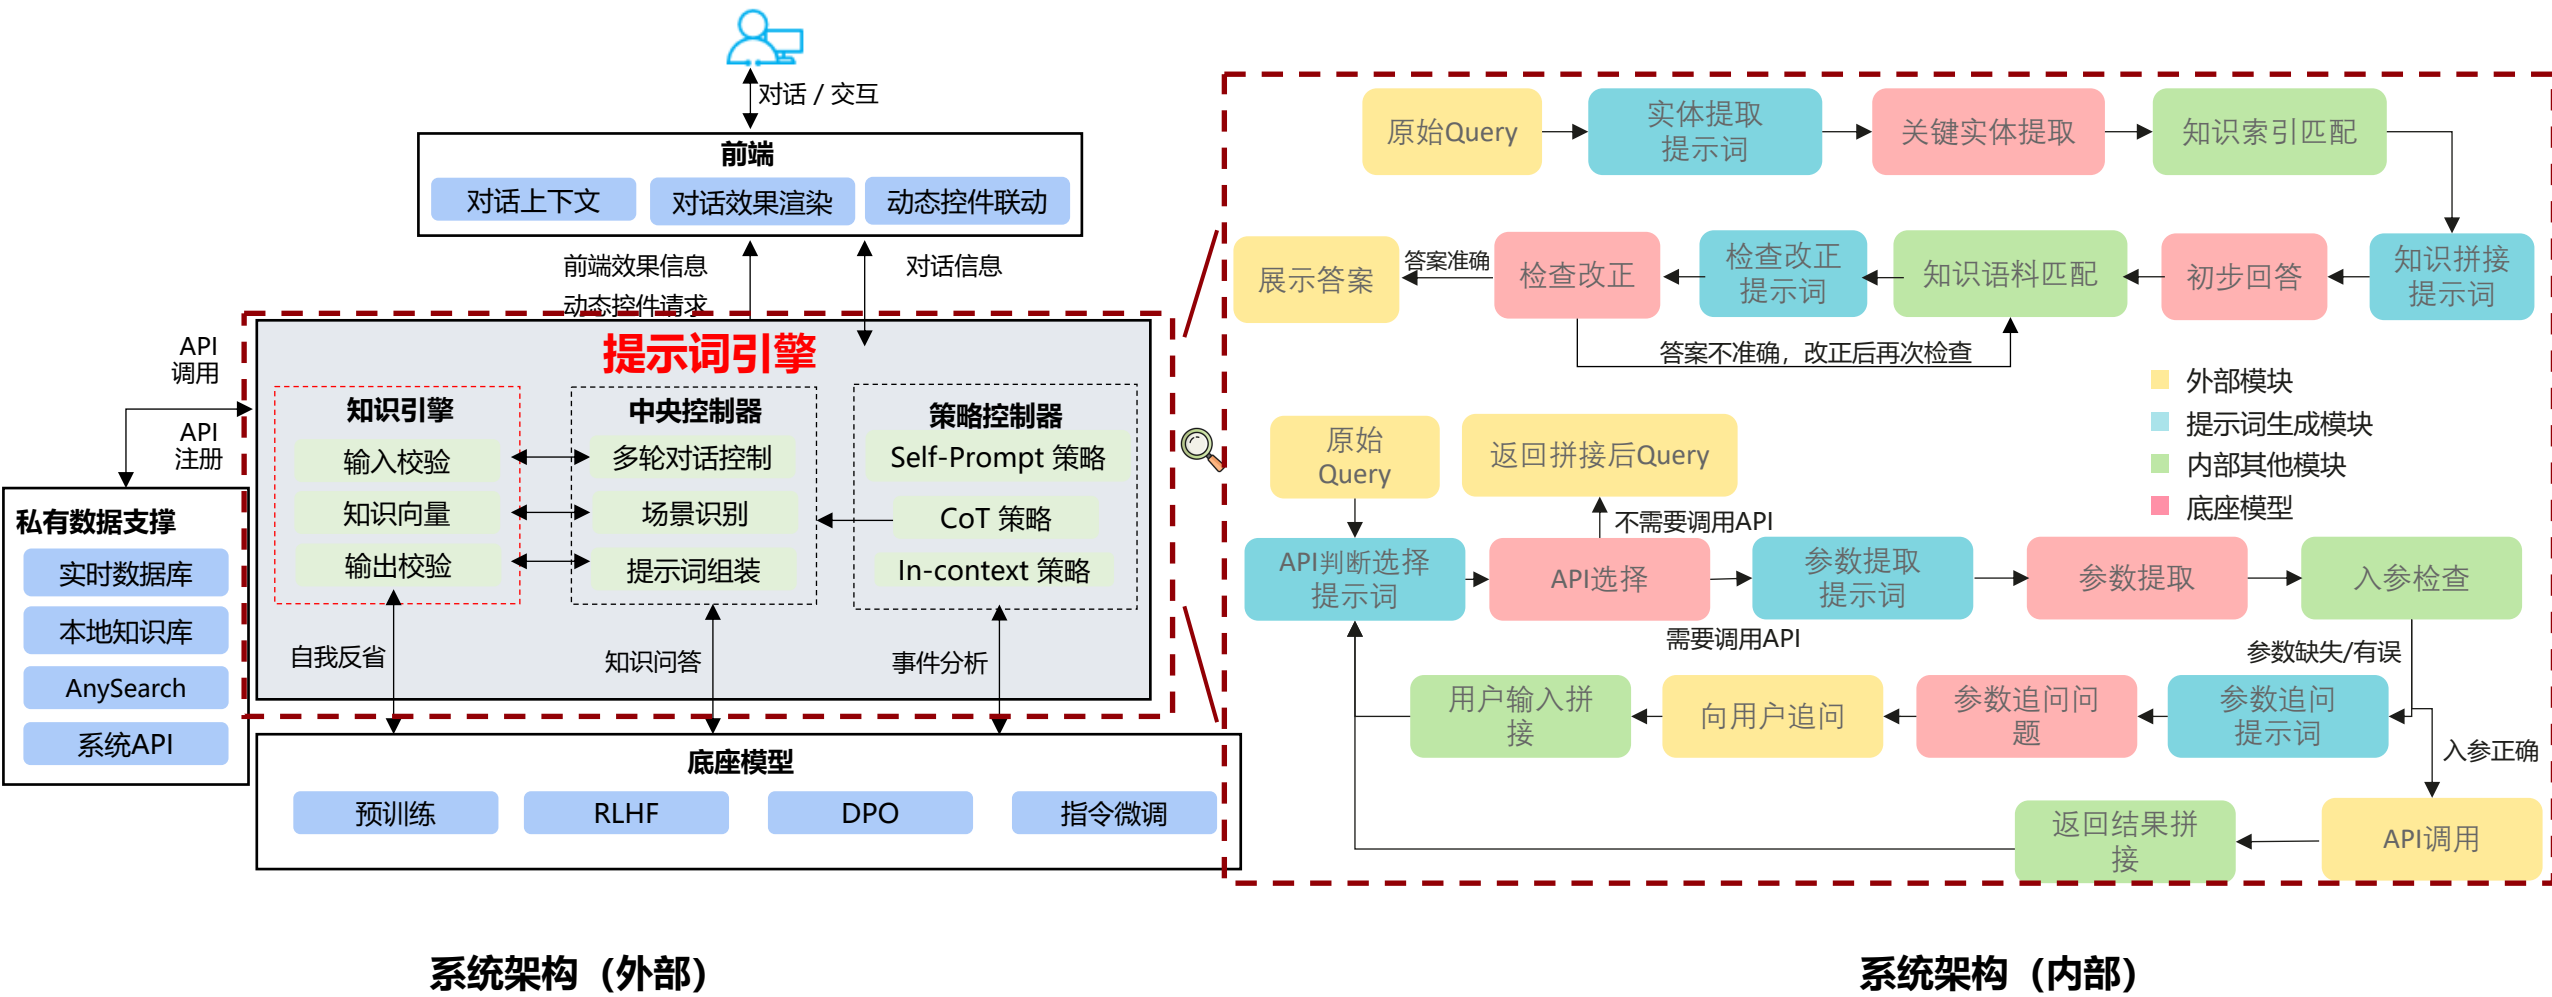 对话 / 交互
前端
对话上下文
对话效果渲染
动态控件联动
前端效果信息
动态控件请求
对话信息
提示词引擎
API
调用
API
注册
知识引擎
输入校验
知识向量
输出校验
中央控制器
多轮对话控制
场景识别
提示词组装
策略控制器
Self-Prompt 策略
CoT 策略
In-context 策略
自我反省
知识问答
事件分析
私有数据支撑
实时数据库
本地知识库
AnySearch
系统API
底座模型
预训练
RLHF
DPO
指令微调
系统架构（外部）
原始Query
实体提取
提示词
关键实体提取
知识索引匹配
知识拼接
提示词
初步回答
知识语料匹配
检查改正
提示词
检查改正
答案准确
展示答案
答案不准确，改正后再次检查
外部模块
提示词生成模块
内部其他模块
底座模型
原始
Query
返回拼接后Query
不需要调用API
API判断选择
提示词
API选择
需要调用API
参数提取
提示词
参数提取
入参检查
参数缺失/有误
参数追问
提示词
参数追问问
题
向用户追问
用户输入拼
接
入参正确
API调用
返回结果拼
接
系统架构（内部）